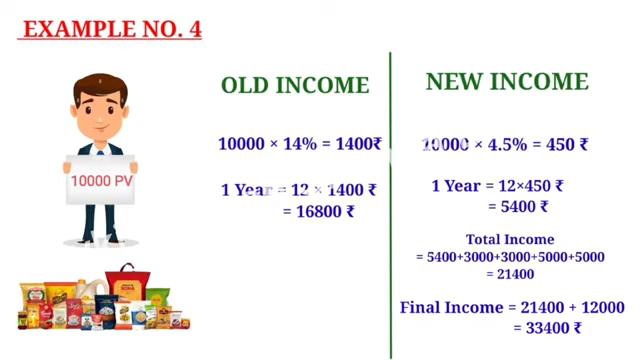 EXAMPLE NO. 4
OLD INCOME
10000 × 14% = 1400₹
1 Year = 12 × 1400 ₹
= 16800 ₹
NEW INCOME
10000 × 4.5% = 450 ₹
1 Year = 12×450 ₹
= 5400 ₹
Total Income
= 5400+3000+3000+5000+5000
= 21400
Final Income = 21400 + 12000
= 33400 ₹
10000 PV